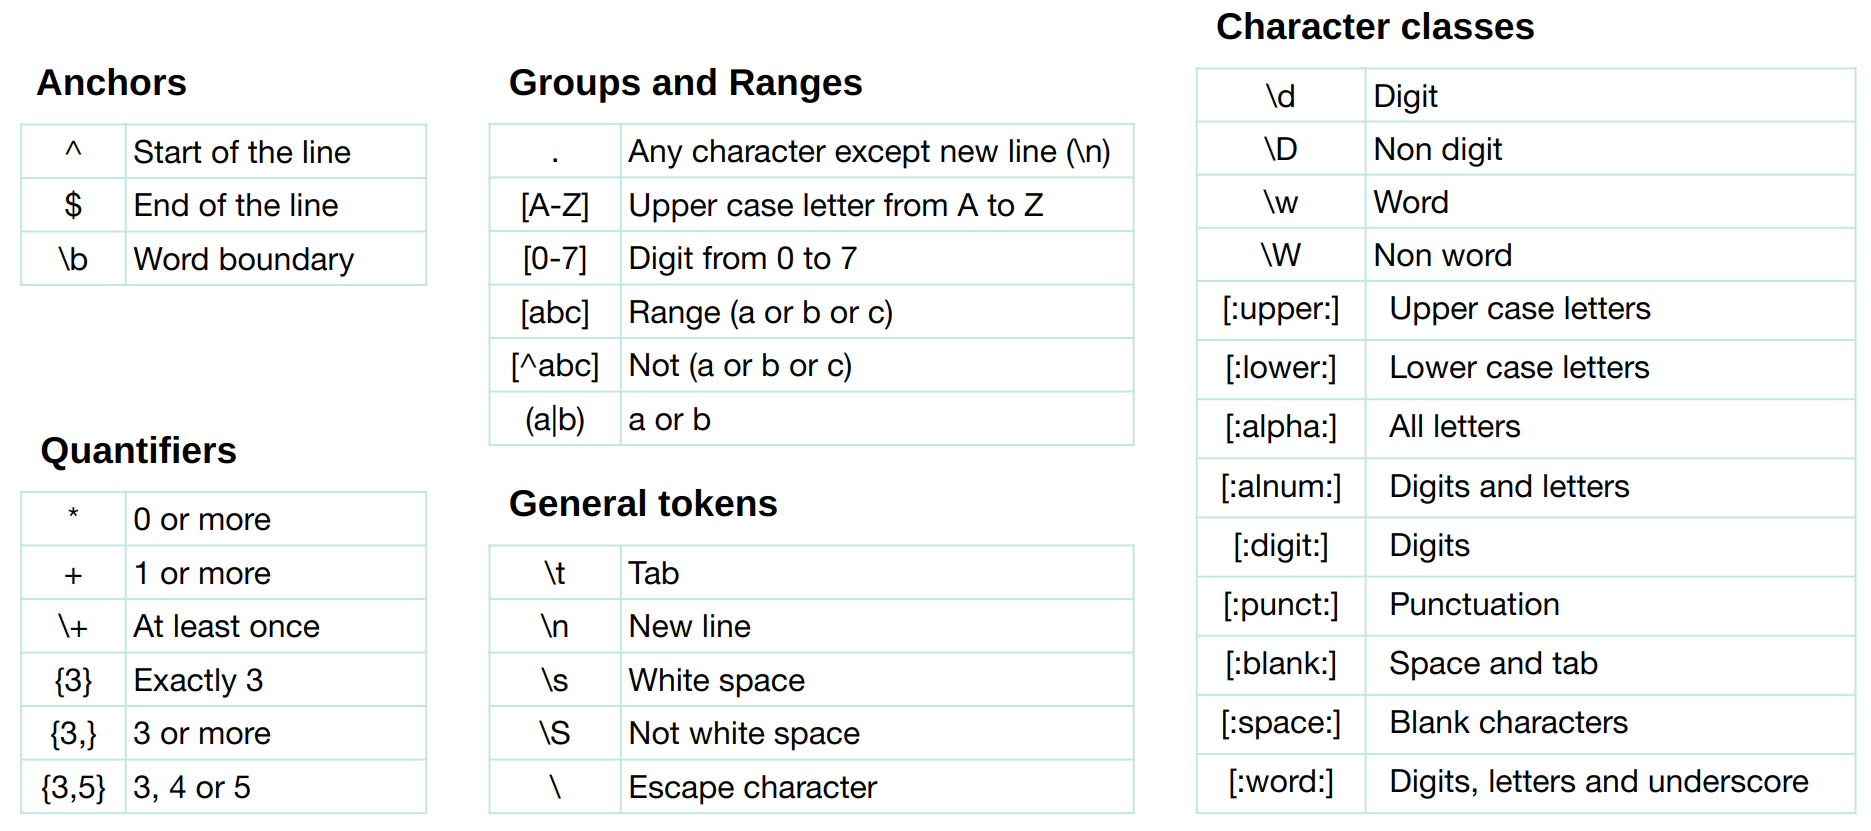 Anchors
^ Start of the line
$ End of the line
\b Word boundary
Quantifiers
* 0 or more
+ 1 or more
\+ At least once
{3} Exactly 3
{3,} 3 or more
{3,5} 3, 4 or 5
Groups and Ranges
. Any character except new line (\n)
[A-Z] Upper case letter from A to Z
[0-7] Digit from 0 to 7
[abc] Range (a or b or c)
[^abc] Not (a or b or c)
(a|b) a or b
General tokens
\t Tab
\n New line
\s White space
\S Not white space
\ Escape character
Character classes
\d Digit
\D Non digit
\w Word
\W Non word
[:upper:] Upper case letters
[:lower:] Lower case letters
[:alpha:] All letters
[:alnum:] Digits and letters
[:digit:] Digits
[:punct:] Punctuation
[:blank:] Space and tab
[:space:] Blank characters
[:word:] Digits, letters and underscore